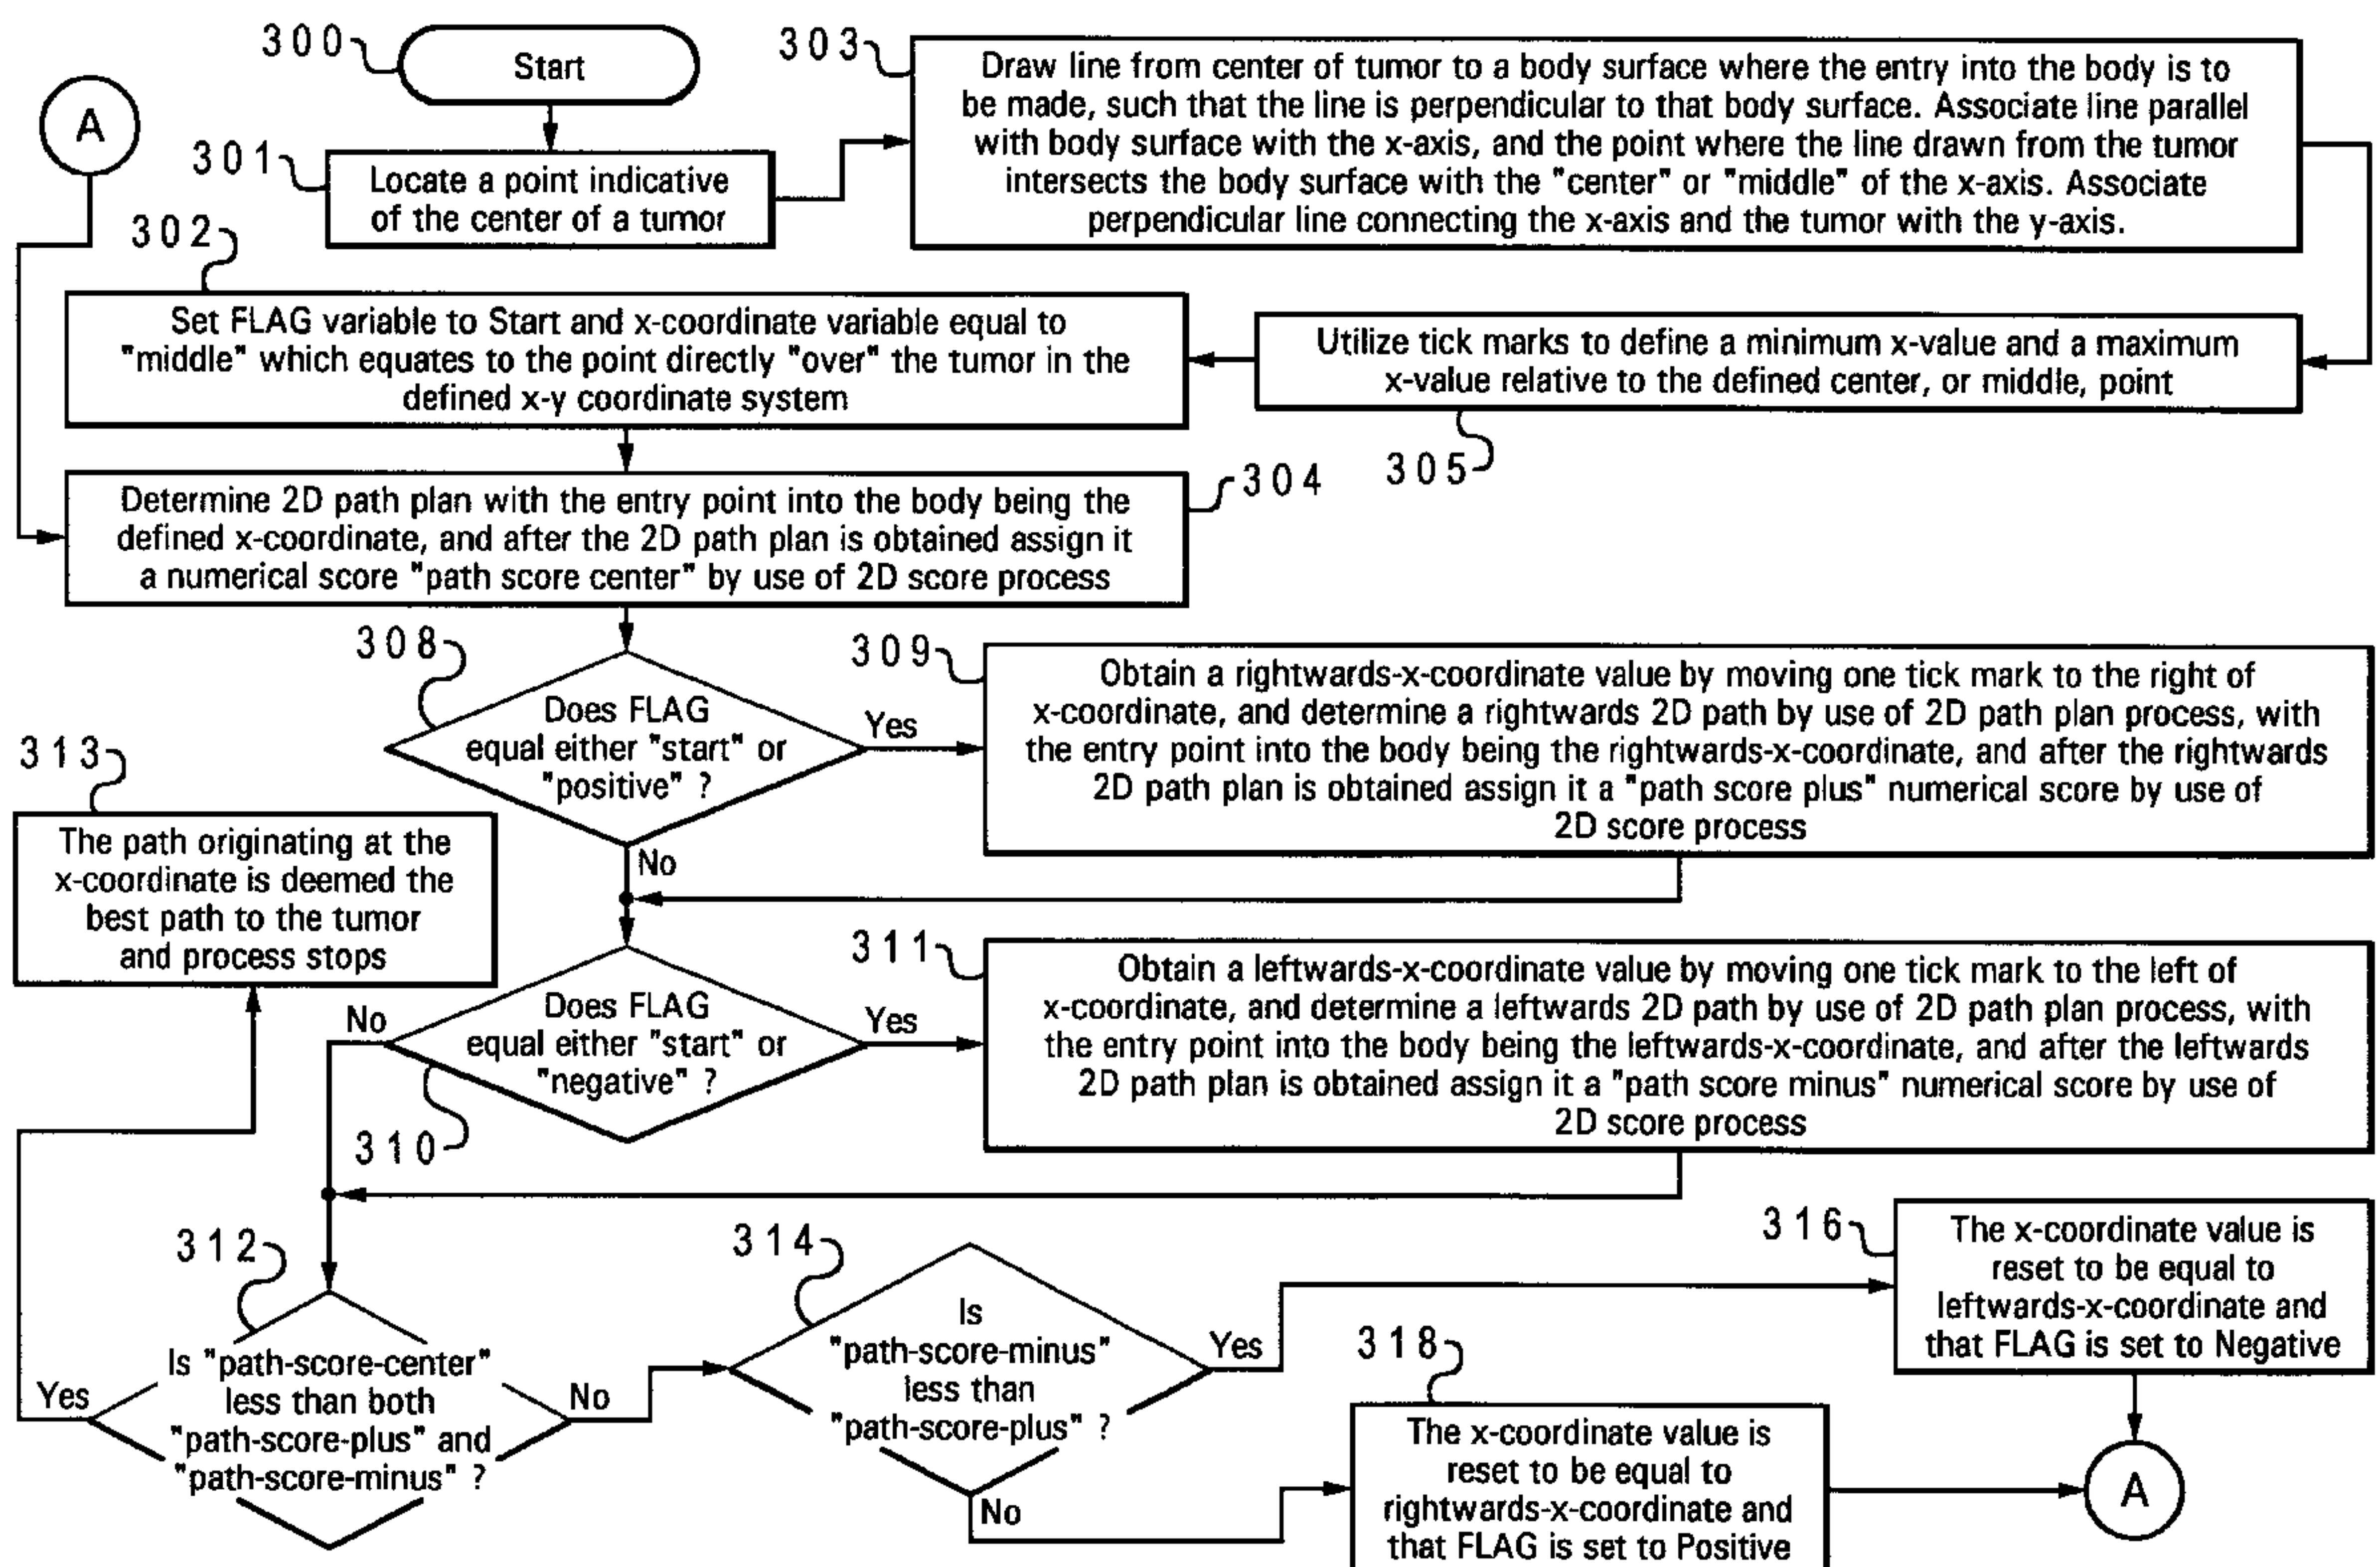 300
Start
303
Draw line from center of tumor to a body surface where the entry into the body is to
be made, such that the line is perpendicular to that body surface. Associate line parallel
with body surface with the x-axis, and the point where the line drawn from the tumor
intersects the body surface with the "center" or "middle" of the x-axis. Associate
perpendicular line connecting the x-axis and the tumor with the y-axis.
A
301
Locate a point indicative
of the center of a tumor
302
Set FLAG variable to Start and x-coordinate variable equal to
"middle" which equates to the point directly "over" the tumor in the
defined x-y coordinate system
Utilize tick marks to define a minimum x-value and a maximum
x-value relative to the defined center, or middle, point
305
304
Determine 2D path plan with the entry point into the body being the
defined x-coordinate, and after the 2D path plan is obtained assign it
a numerical score "path score center" by use of 2D score process
308
Does FLAG
equal either "start" or
"positive" ?
Yes
No
309
Obtain a rightwards-x-coordinate value by moving one tick mark to the right of
x-coordinate, and determine a rightwards 2D path by use of 2D path plan process, with
the entry point into the body being the rightwards-x-coordinate, and after the rightwards
2D path plan is obtained assign it a "path score plus" numerical score by use of
2D score process
313
The path originating at the
x-coordinate is deemed the
best path to the tumor
and process stops
310
Does FLAG
equal either "start" or
"negative" ?
No
Yes
311
Obtain a leftwards-x-coordinate value by moving one tick mark to the left of
x-coordinate, and determine a leftwards 2D path by use of 2D path plan process, with
the entry point into the body being the leftwards-x-coordinate, and after the leftwards
2D path plan is obtained assign it a "path score minus" numerical score by use of
2D score process
312
Is "path-score-center"
less than both
"path-score-plus" and
"path-score-minus" ?
Yes
No
314
Is
"path-score-minus"
less than
"path-score-plus" ?
Yes
No
316
The x-coordinate value is
reset to be equal to
leftwards-x-coordinate and
that FLAG is set to Negative
318
The x-coordinate value is
reset to be equal to
rightwards-x-coordinate and
that FLAG is set to Positive
A